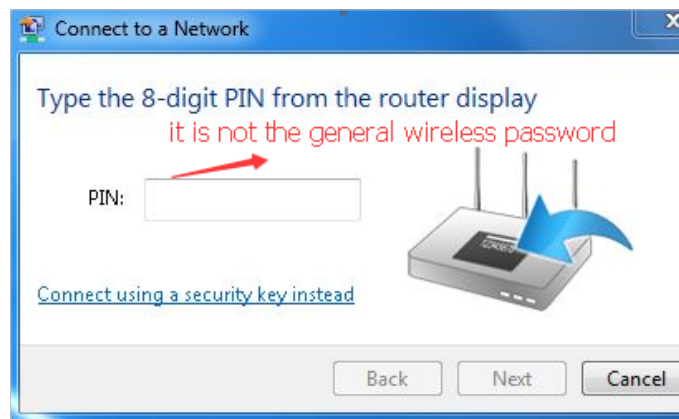 Connect to a Network
Type the 8-digit PIN from the router display
it is not the general wireless password
PIN:
12345670
Connect using a security key instead
Back
Next
Cancel